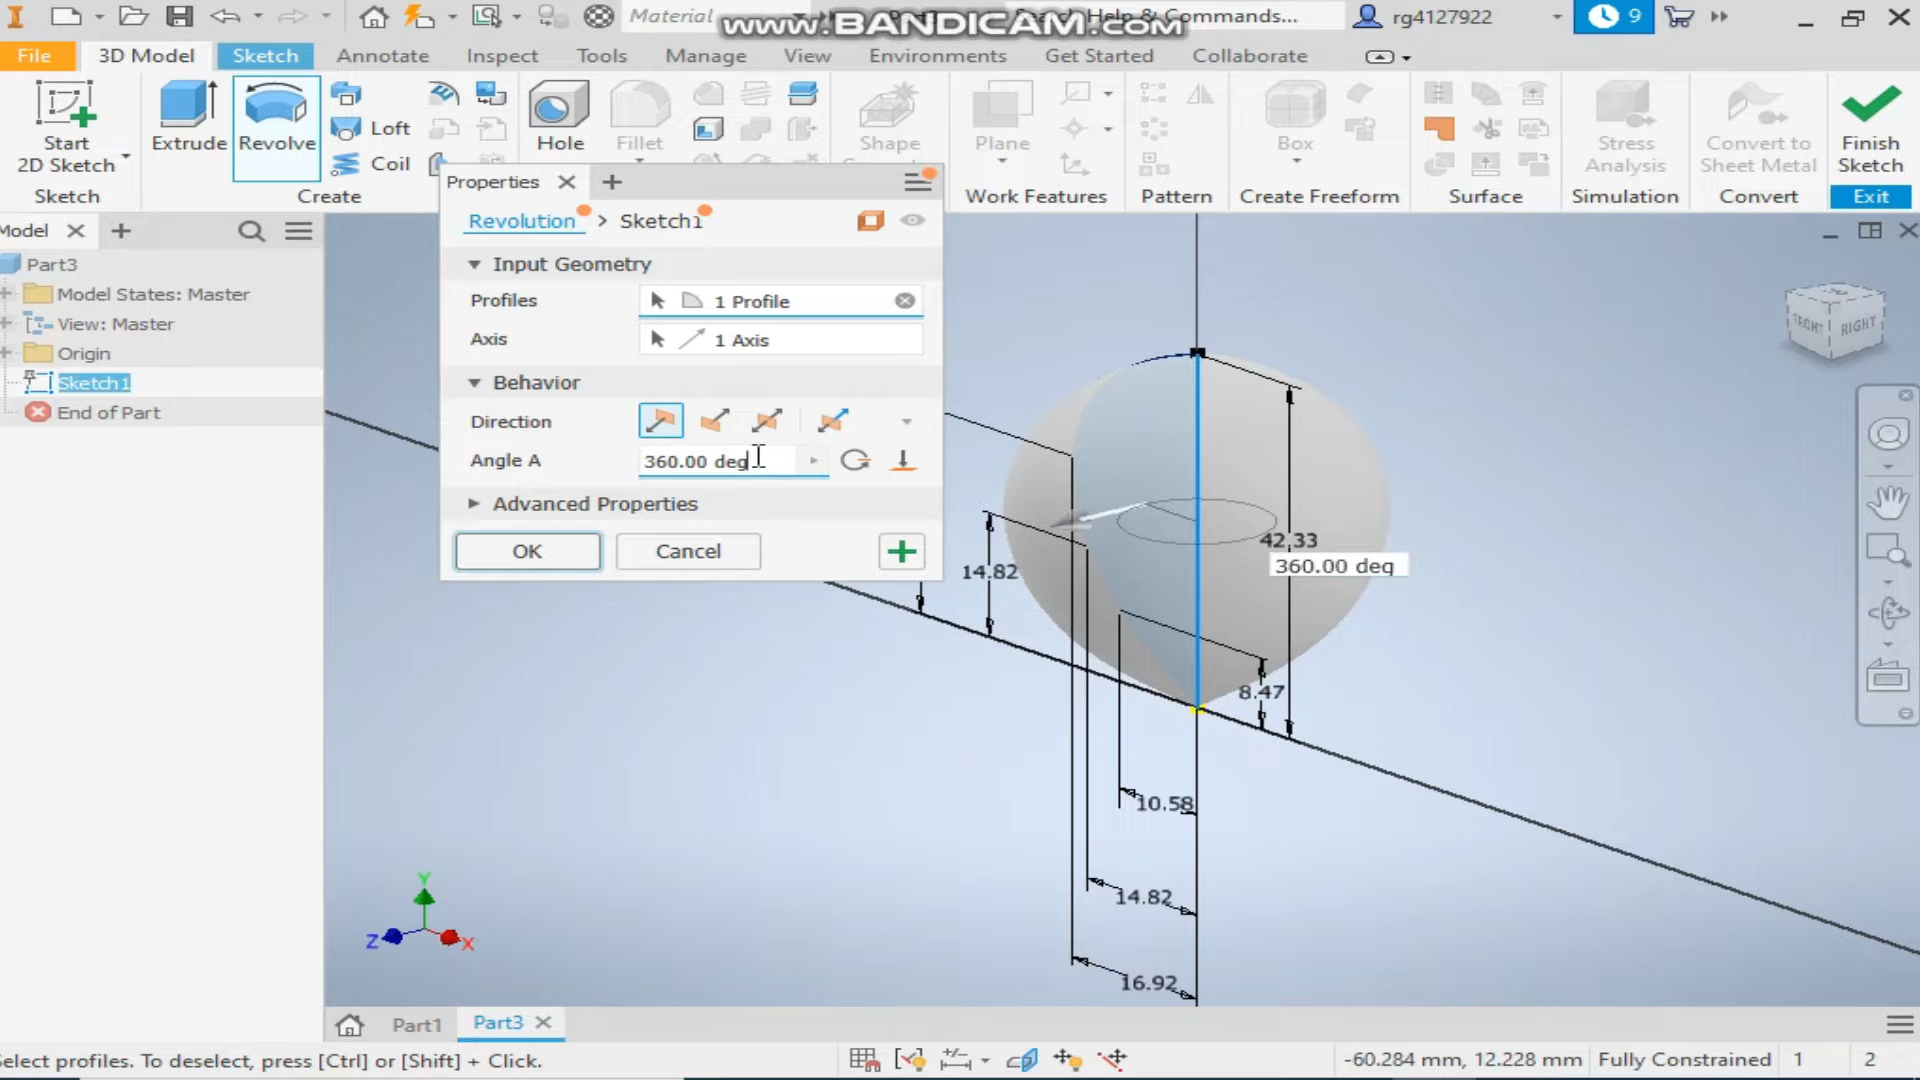 Material
www.BANDICAM.com
Search Help & Commands...
rg4127922
9
File
3D Model
Sketch
Annotate
Inspect
Tools
Manage
View
Environments
Get Started
Collaborate
Start
2D Sketch
Extrude
Revolve
Loft
Coil
Hole
Fillet
Shape
Plane
Box
Stress
Analysis
Convert to
Sheet Metal
Finish
Sketch
Sketch
Create
Work Features
Pattern
Create Freeform
Surface
Simulation
Convert
Exit
Model
Part3
Model States: Master
View: Master
Origin
Sketch1
End of Part
Properties
Revolution > Sketch1
Input Geometry
Profiles
1 Profile
Axis
1 Axis
Behavior
Direction
Angle A
360.00 deg
Advanced Properties
OK
Cancel
FRONT
RIGHT
42.33
360.00 deg
14.82
8.47
10.58
14.82
16.92
Y
Z
X
Part1
Part3
Select profiles. To deselect, press [Ctrl] or [Shift] + Click.
-60.284 mm, 12.228 mm
Fully Constrained
1
2